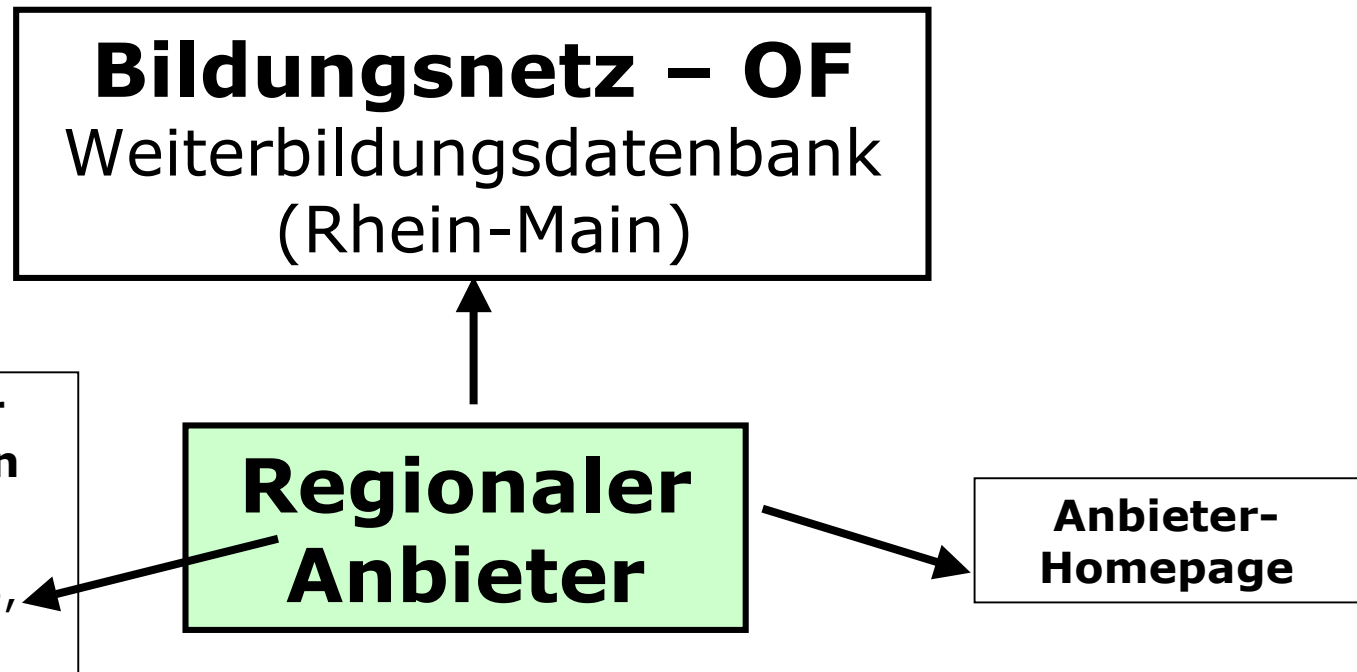 Bildungsnetz – OF
Weiterbildungsdatenbank
(Rhein-Main)
Regionaler
Anbieter
Anbieter-
Homepage